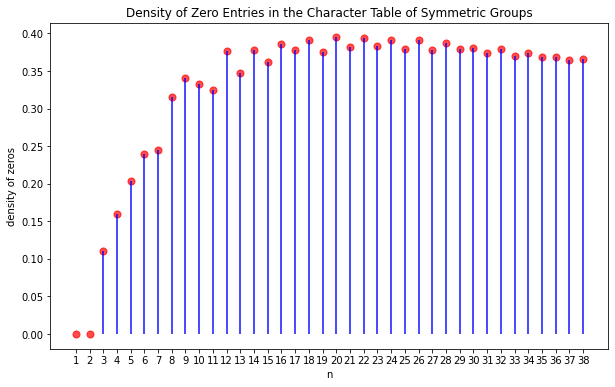 Density of Zero Entries in the Character Table of Symmetric Groups
density of zeros
0.40
0.35
0.30
0.25
0.20
0.15
0.10
0.05
0.00
1 2 3 4 5 6 7 8 9 10 11 12 13 14 15 16 17 18 19 20 21 22 23 24 25 26 27 28 29 30 31 32 33 34 35 36 37 38
n